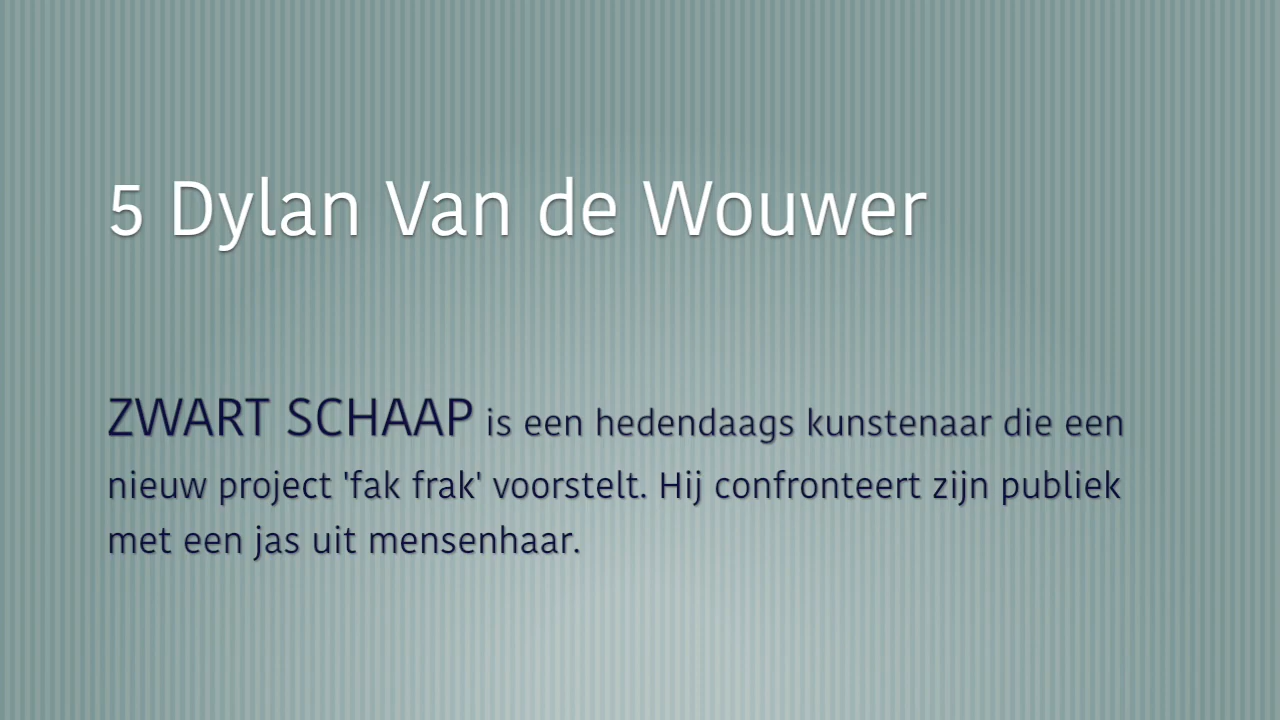 5 Dylan Van de Wouwer
ZWART SCHAAP is een hedendaags kunstenaar die een
nieuw project 'fak frak' voorstelt. Hij confronteert zijn publiek
met een jas uit mensenhaar.